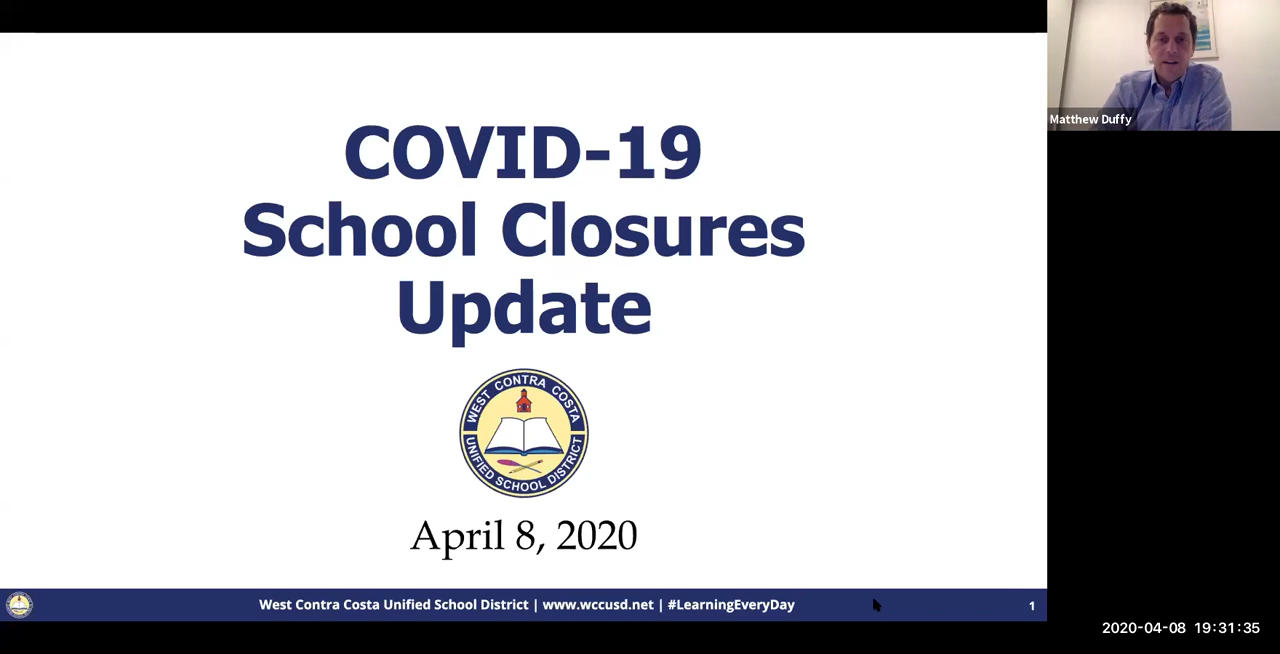 COVID-19
School Closures
Update
WEST CONTRA COSTA
UNIFIED SCHOOL DISTRICT
April 8, 2020
West Contra Costa Unified School District | www.wccusd.net | #LearningEveryDay
1
Matthew Duffy
2020-04-08 19:31:35